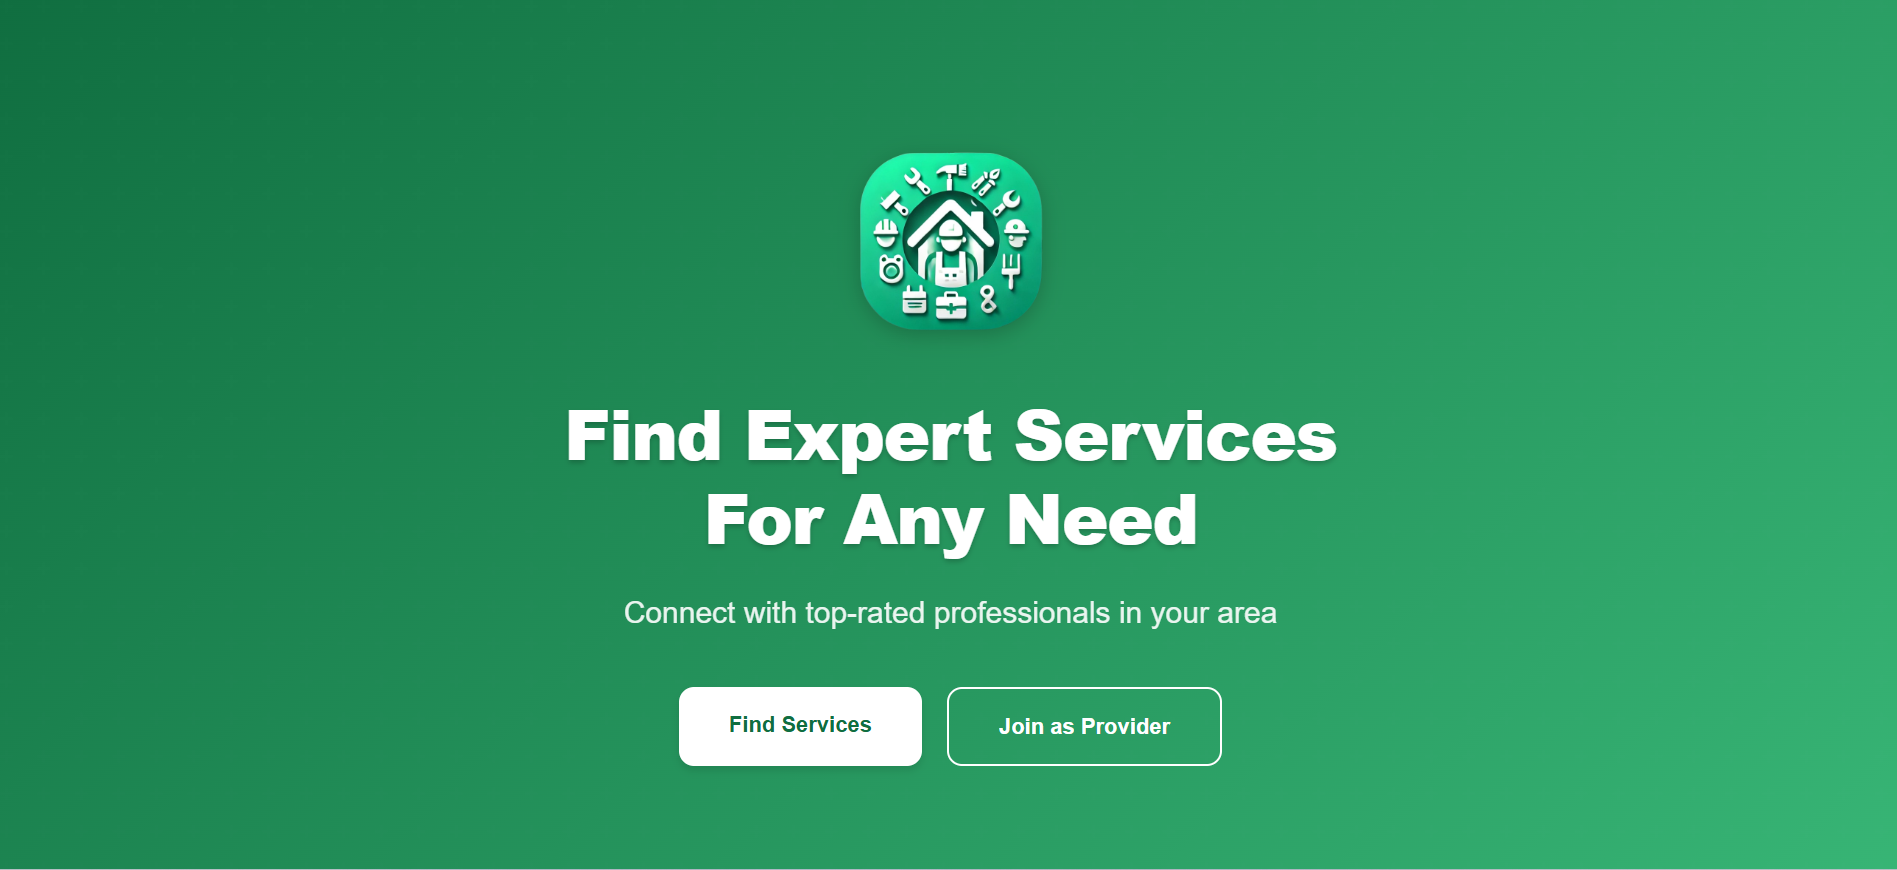 Find Expert Services
For Any Need
Connect with top-rated professionals in your area
Find Services
Join as Provider